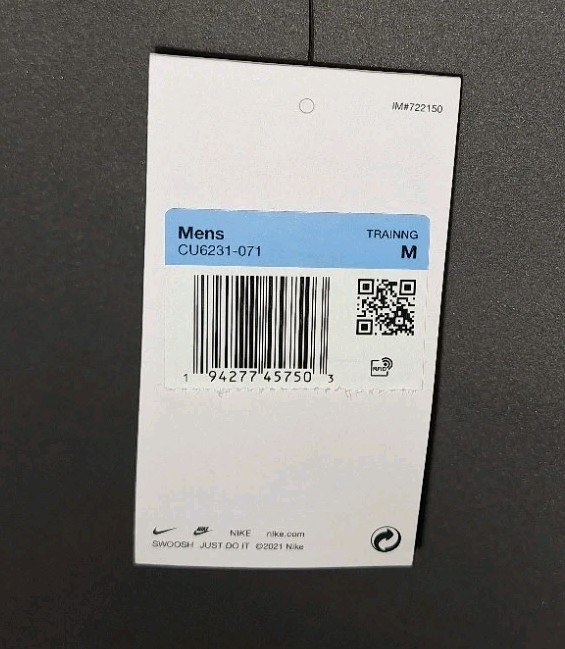 IM#722150
Mens
TRAINNG
CU6231-071
M
RFID
1 94277 45750 3
NIKE nike.com
SWOOSH JUST DO IT ©2021 Nike